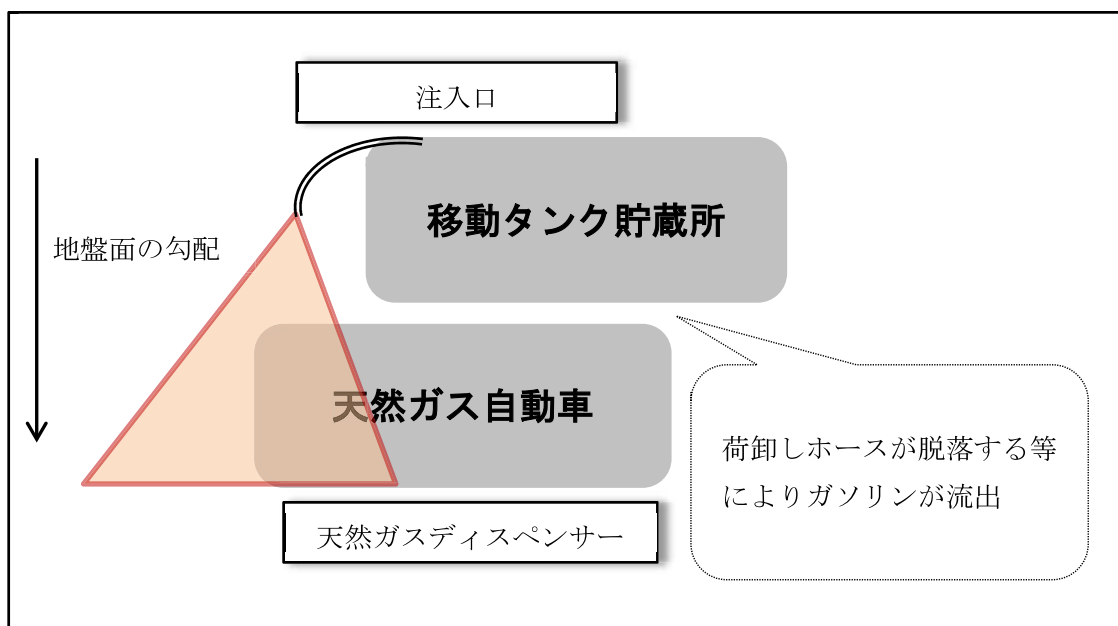 注入口
移動タンク貯蔵所
地盤面の勾配
天然ガス自動車
荷卸しホースが脱落する等
によりガソリンが流出
天然ガスディスペンサー